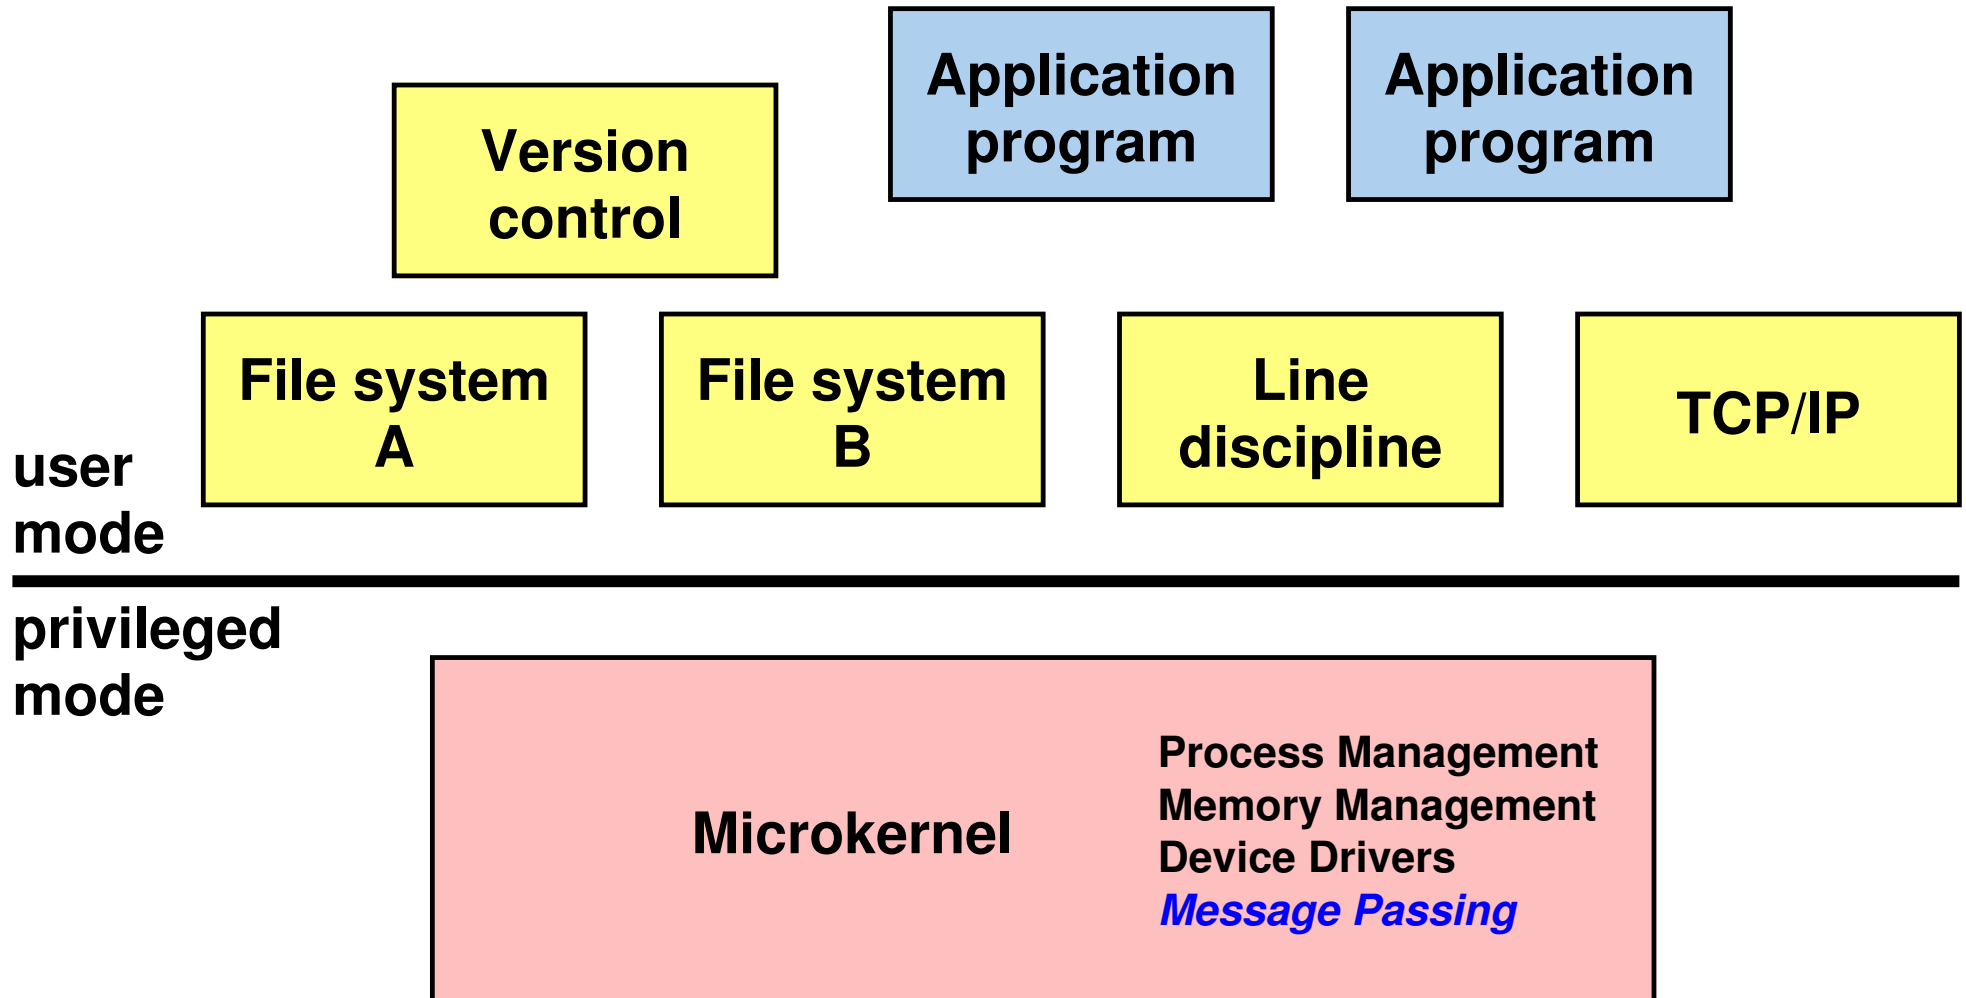 Application
program
Application
program
Version
control
File system
A
File system
B
Line
discipline
TCP/IP
user
mode
privileged
mode
Microkernel
Process Management
Memory Management
Device Drivers
Message Passing